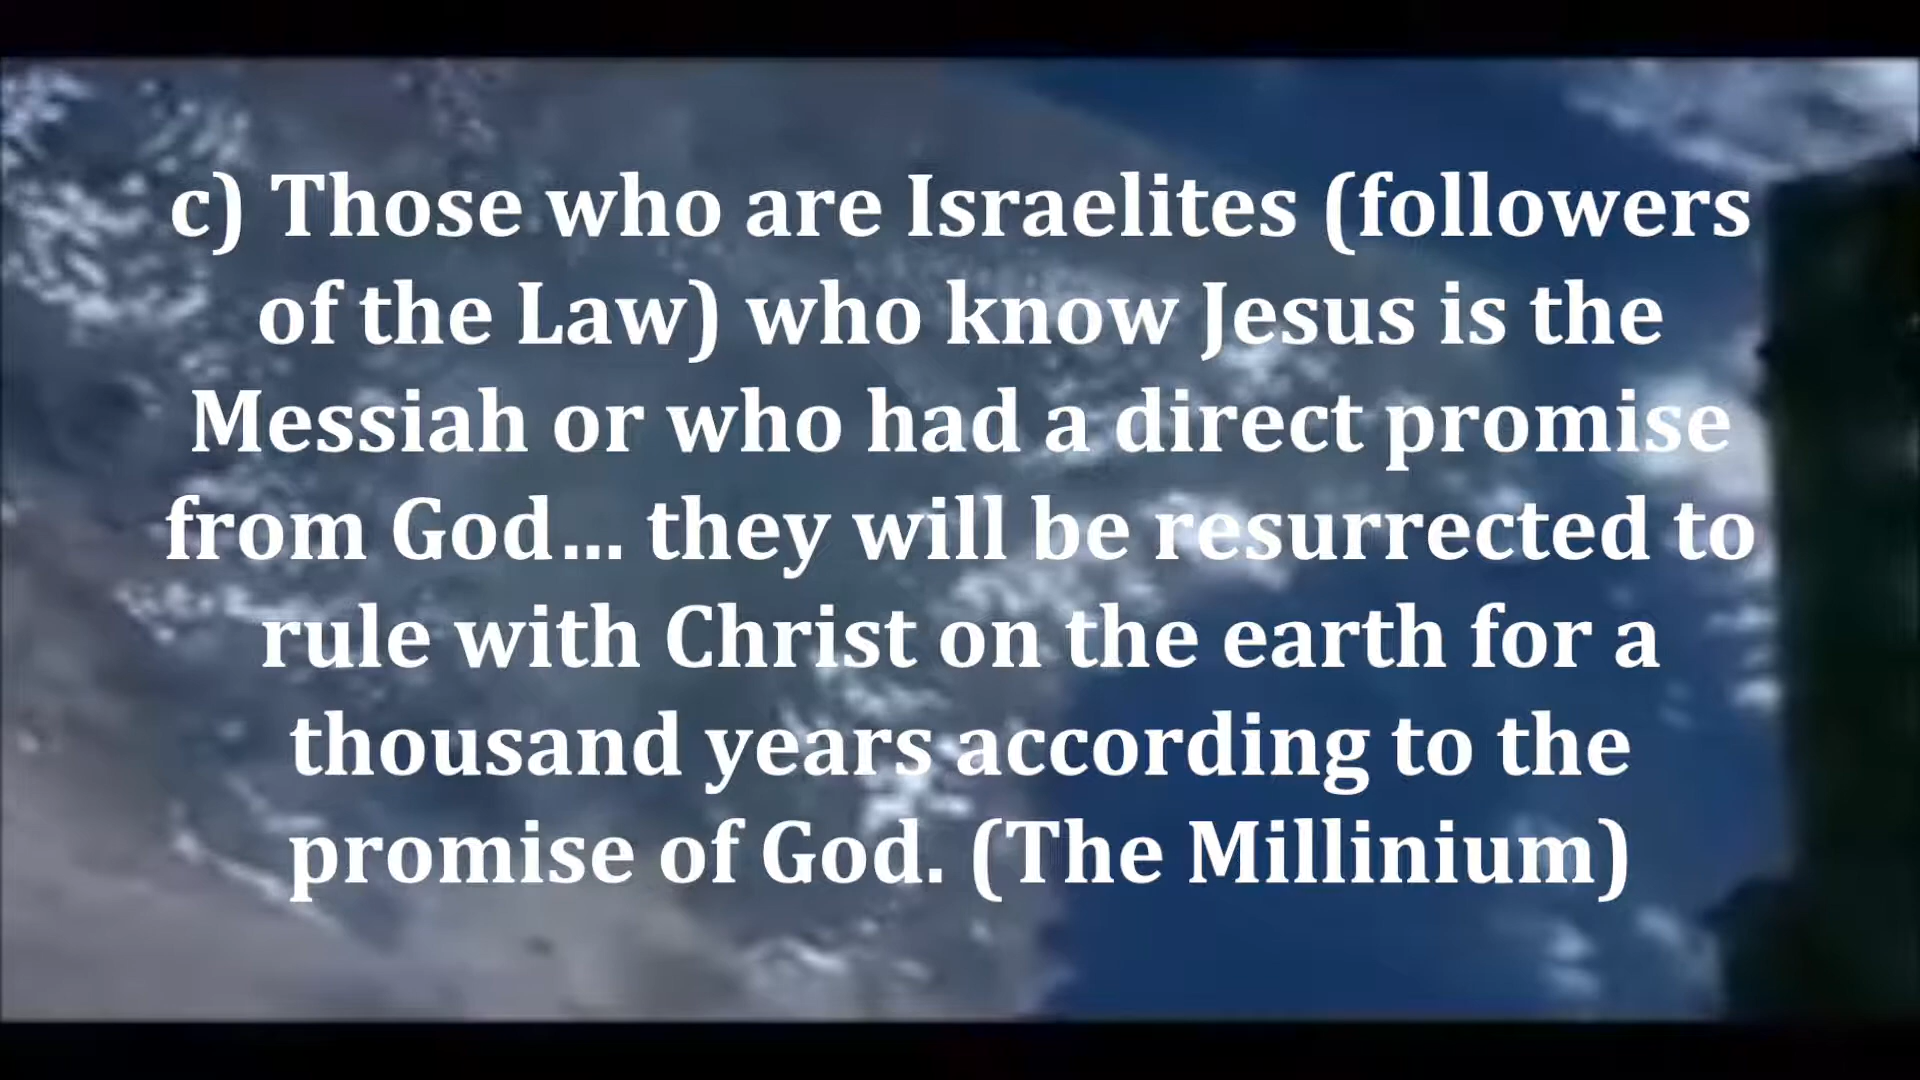 c) Those who are Israelites (followers
of the Law) who know Jesus is the
Messiah or who had a direct promise
from God... they will be resurrected to
rule with Christ on the earth for a
thousand years according to the
promise of God. (The Millinium)